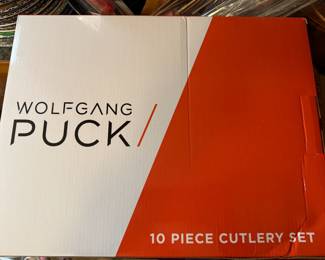 WOLFGANG
PUCK/
10 PIECE CUTLERY SET